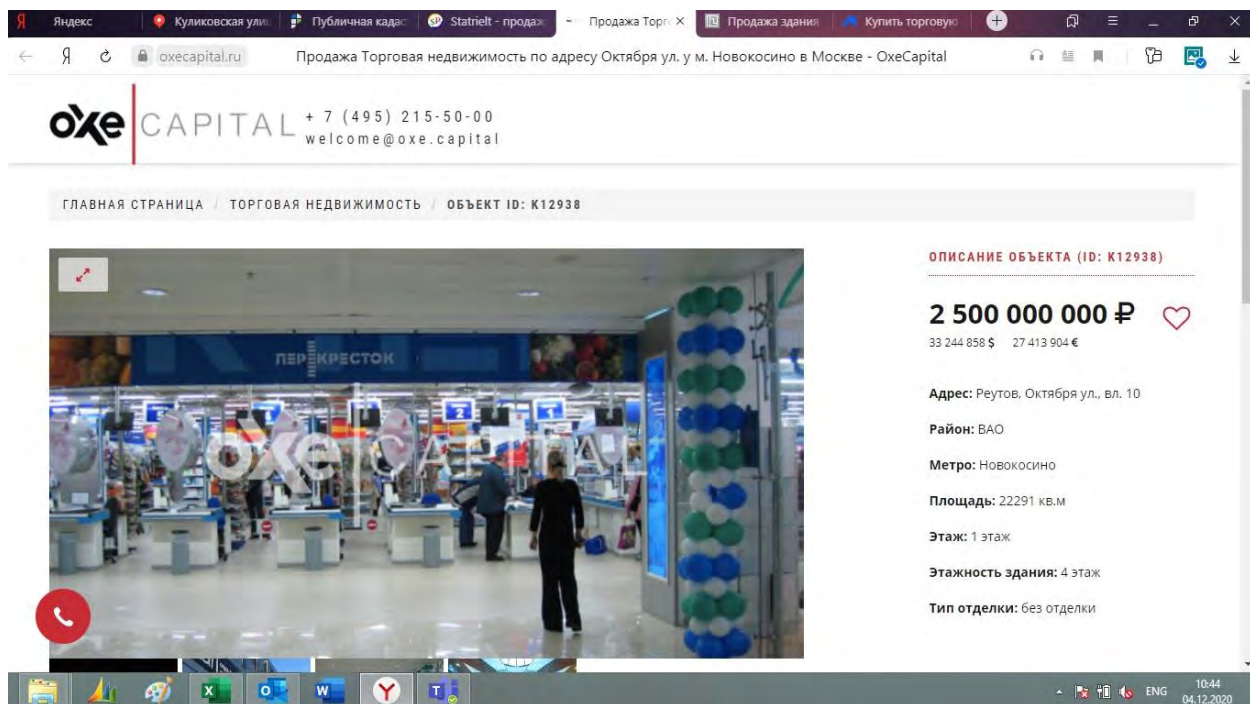 Яндекс
Куликовская ули
Публичная кадас
Statrielt - продаж
Продажа Торг
Продажа здания
Купить торговую
oxecapital.ru
Продажа Торговая недвижимость по адресу Октября ул. у м. Новокосино в Москве - OxeCapital
oxe CAPITAL
+ 7 (495) 215-50-00
welcome@oxe.capital
ГЛАВНАЯ СТРАНИЦА / ТОРГОВАЯ НЕДВИЖИМОСТЬ / ОБЪЕКТ ID: K12938
ПЕРЕКРЕСТОК
2
1
oxe CAPITAL
ОПИСАНИЕ ОБЪЕКТА (ID: K12938)
2 500 000 000 ₽
33 244 858 $ 27 413 904 €
Адрес: Реутов, Октября ул., вл. 10
Район: ВАО
Метро: Новокосино
Площадь: 22291 кв.м
Этаж: 1 этаж
Этажность здания: 4 этаж
Тип отделки: без отделки
ENG
10:44
04.12.2020